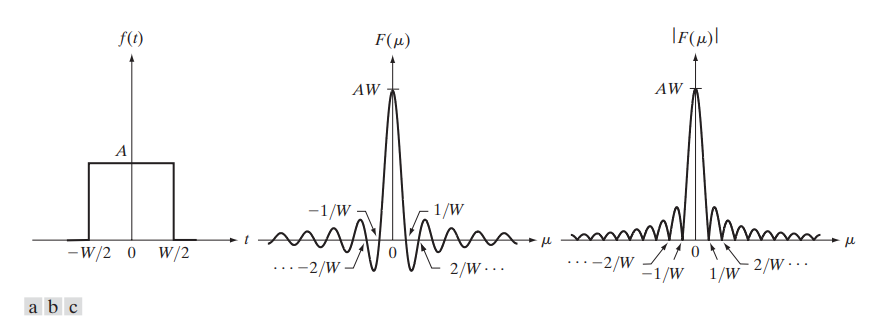 f(t)
A
−W/2 0 W/2
t
F(μ)
AW
−1/W 1/W
0
μ
· · · −2/W 2/W · · ·
|F(μ)|
AW
0
μ
· · · −2/W −1/W 1/W 2/W · · ·
a b c